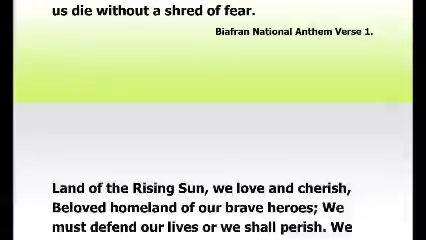 us die without a shred of fear.
Biafran National Anthem Verse 1.
Land of the Rising Sun, we love and cherish,
Beloved homeland of our brave heroes; We
must defend our lives or we shall perish. We